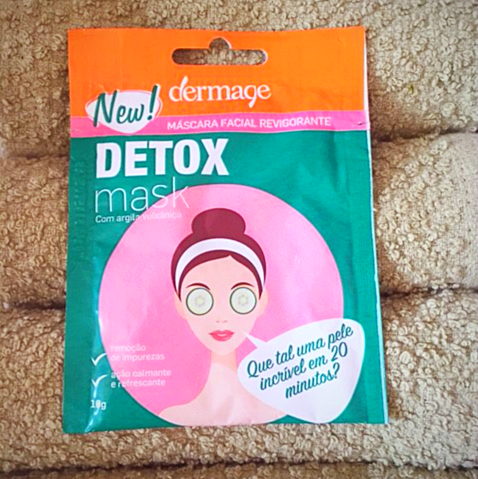 New!
dermage
MÁSCARA FACIAL REVIGORANTE
DETOX
mask
Com argila vulcânica
remoção
de impurezas
ação calmante
e refrescante
10g
Que tal uma pele
incrível em 20
minutos?